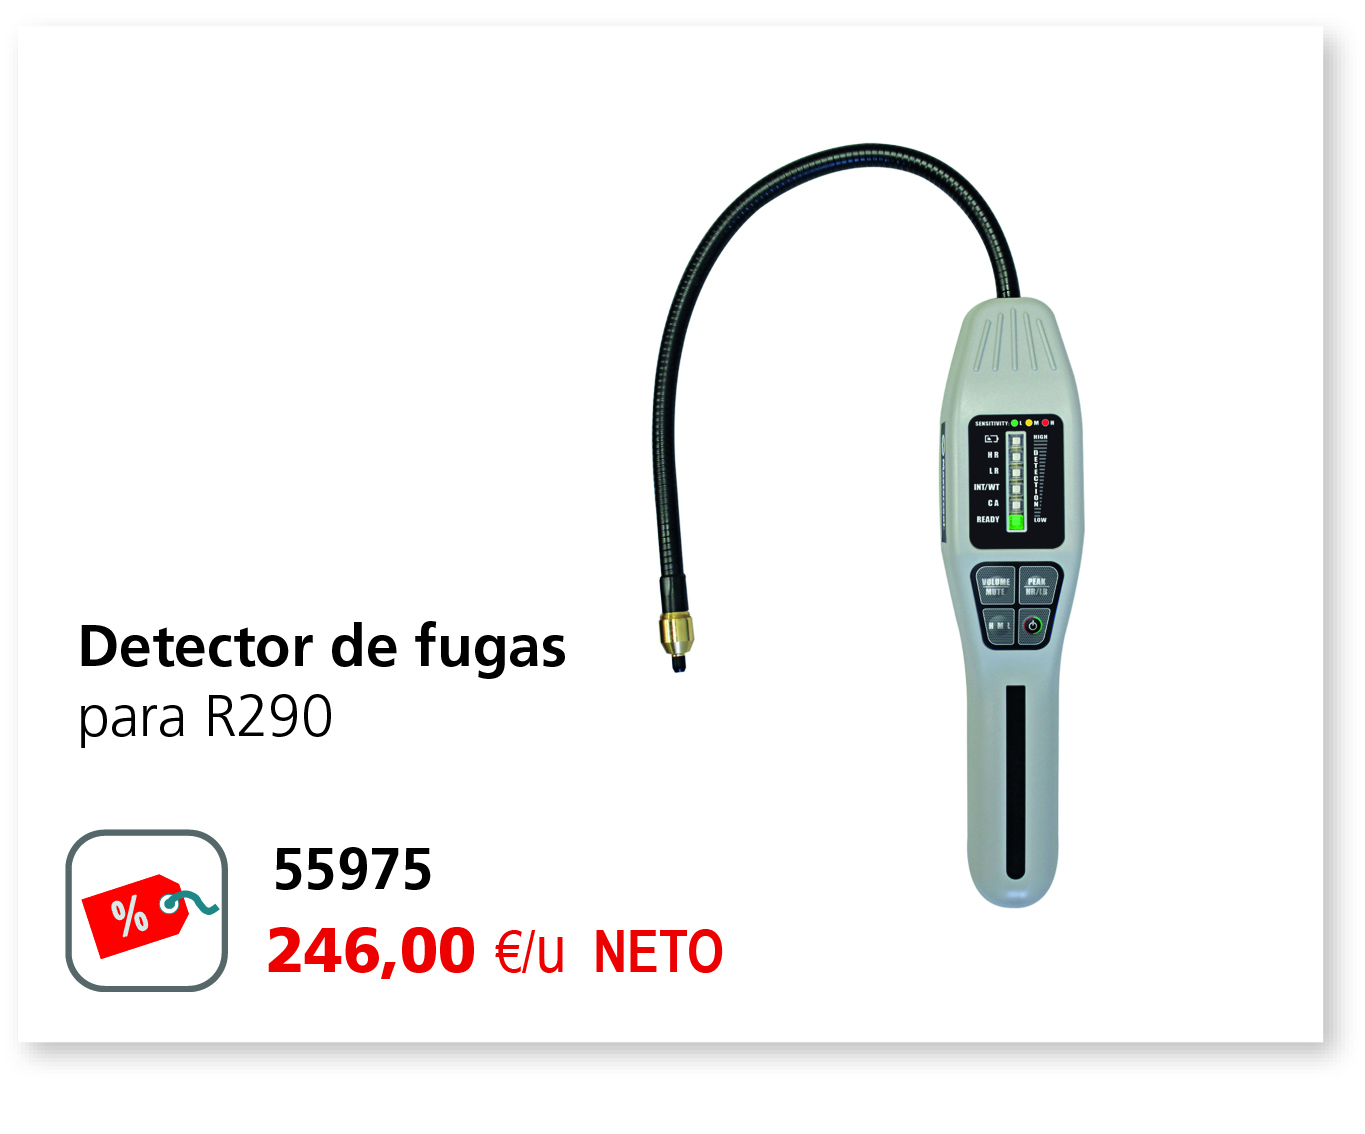 SENSITIVITY: L M H
HIGH
HR
LR
DETECTION
INT/WT
CA
READY
LOW
VOLUME
MUTE
PEAK
HR/LR
H M L
Detector de fugas
para R290
%
55975
246,00 €/u NETO